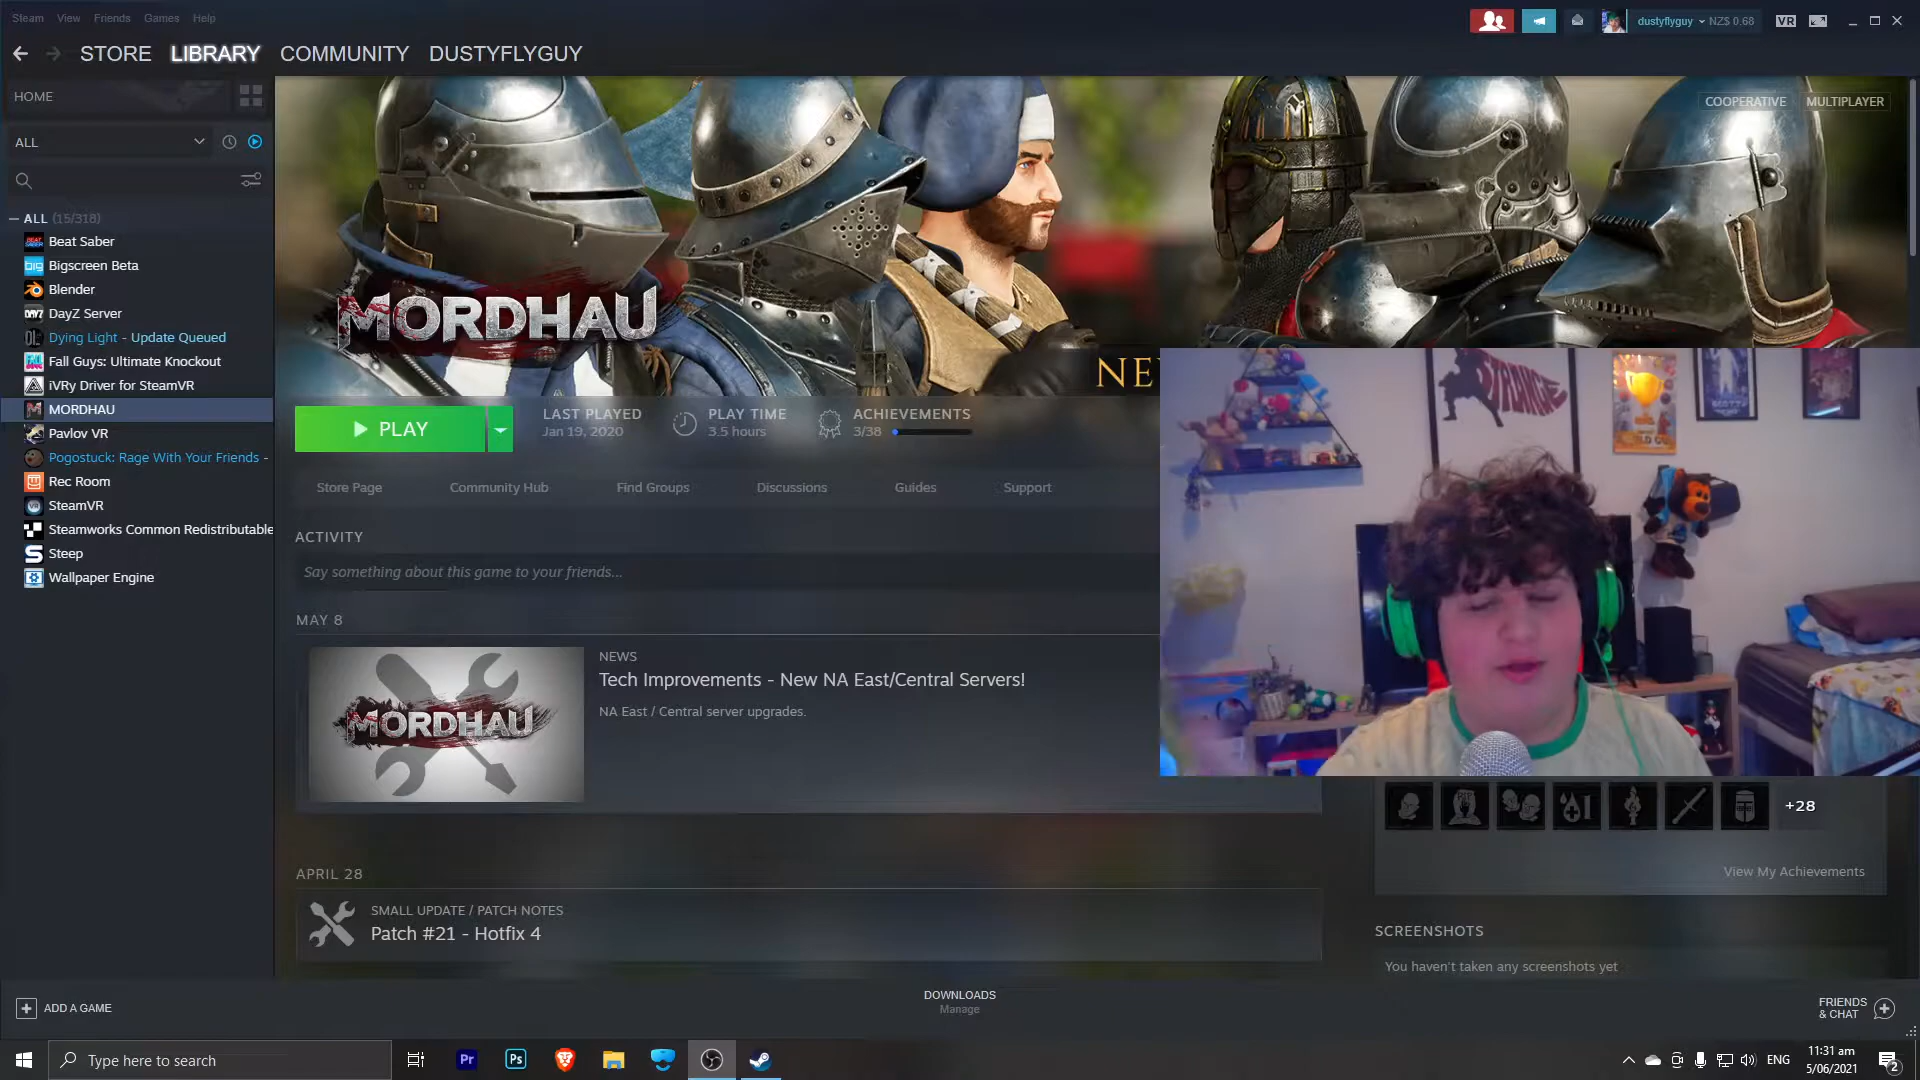 Steam View Friends Games Help
dustyflyguy NZ$ 0.68
VR
STORE LIBRARY COMMUNITY DUSTYFLYGUY
HOME
ALL
ALL (15/318)
Beat Saber
Bigscreen Beta
Blender
DayZ Server
Dying Light - Update Queued
Fall Guys: Ultimate Knockout
iVRy Driver for SteamVR
MORDHAU
Pavlov VR
Pogostuck: Rage With Your Friends -
Rec Room
SteamVR
Steamworks Common Redistributable
Steep
Wallpaper Engine
COOPERATIVE MULTIPLAYER
MORDHAU
NE
PLAY
LAST PLAYED
Jan 19, 2020
PLAY TIME
3.5 hours
ACHIEVEMENTS
3/38
Store Page Community Hub Find Groups Discussions Guides Support
ACTIVITY
Say something about this game to your friends...
MAY 8
MORDHAU
NEWS
Tech Improvements - New NA East/Central Servers!
NA East / Central server upgrades.
APRIL 28
SMALL UPDATE / PATCH NOTES
Patch #21 - Hotfix 4
STRANGE
+28
View My Achievements
SCREENSHOTS
You haven't taken any screenshots yet
ADD A GAME
DOWNLOADS
Manage
FRIENDS
& CHAT
Type here to search
Pr
Ps
ENG
11:31 am
5/06/2021
2